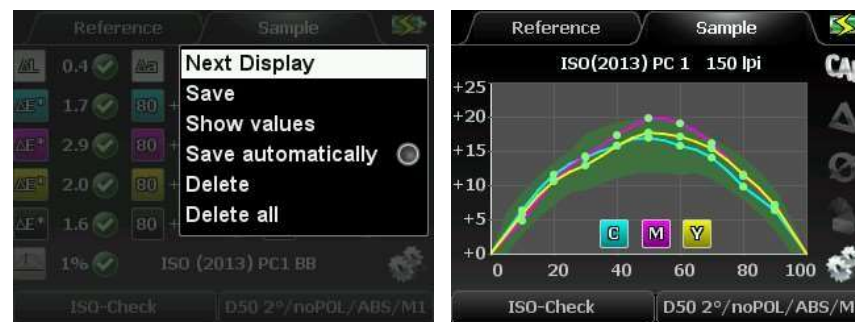 Reference Sample
Next Display
Save
Show values
Save automatically
Delete
Delete all
ΔL 0.4 Δa
ΔE* 1.7 80 +
ΔE* 2.9 80 +
ΔE* 2.0 80 +
ΔE* 1.6 80 +
1% ISO (2013) PC1 BB
ISO-Check D50 2°/noPOL/ABS/M1
Reference Sample
ISO(2013) PC 1 150 lpi
+25
+20
+15
+10
+5
+0
C M Y
0 20 40 60 80 100
ISO-Check D50 2°/noPOL/ABS/M